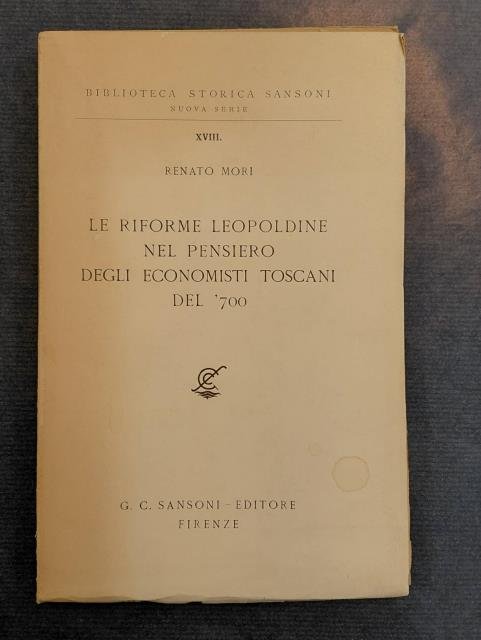 BIBLIOTECA STORICA SANSONI
NUOVA SERIE
XVIII.
RENATO MORI
LE RIFORME LEOPOLDINE
NEL PENSIERO
DEGLI ECONOMISTI TOSCANI
DEL '700
G. C. SANSONI - EDITORE
FIRENZE